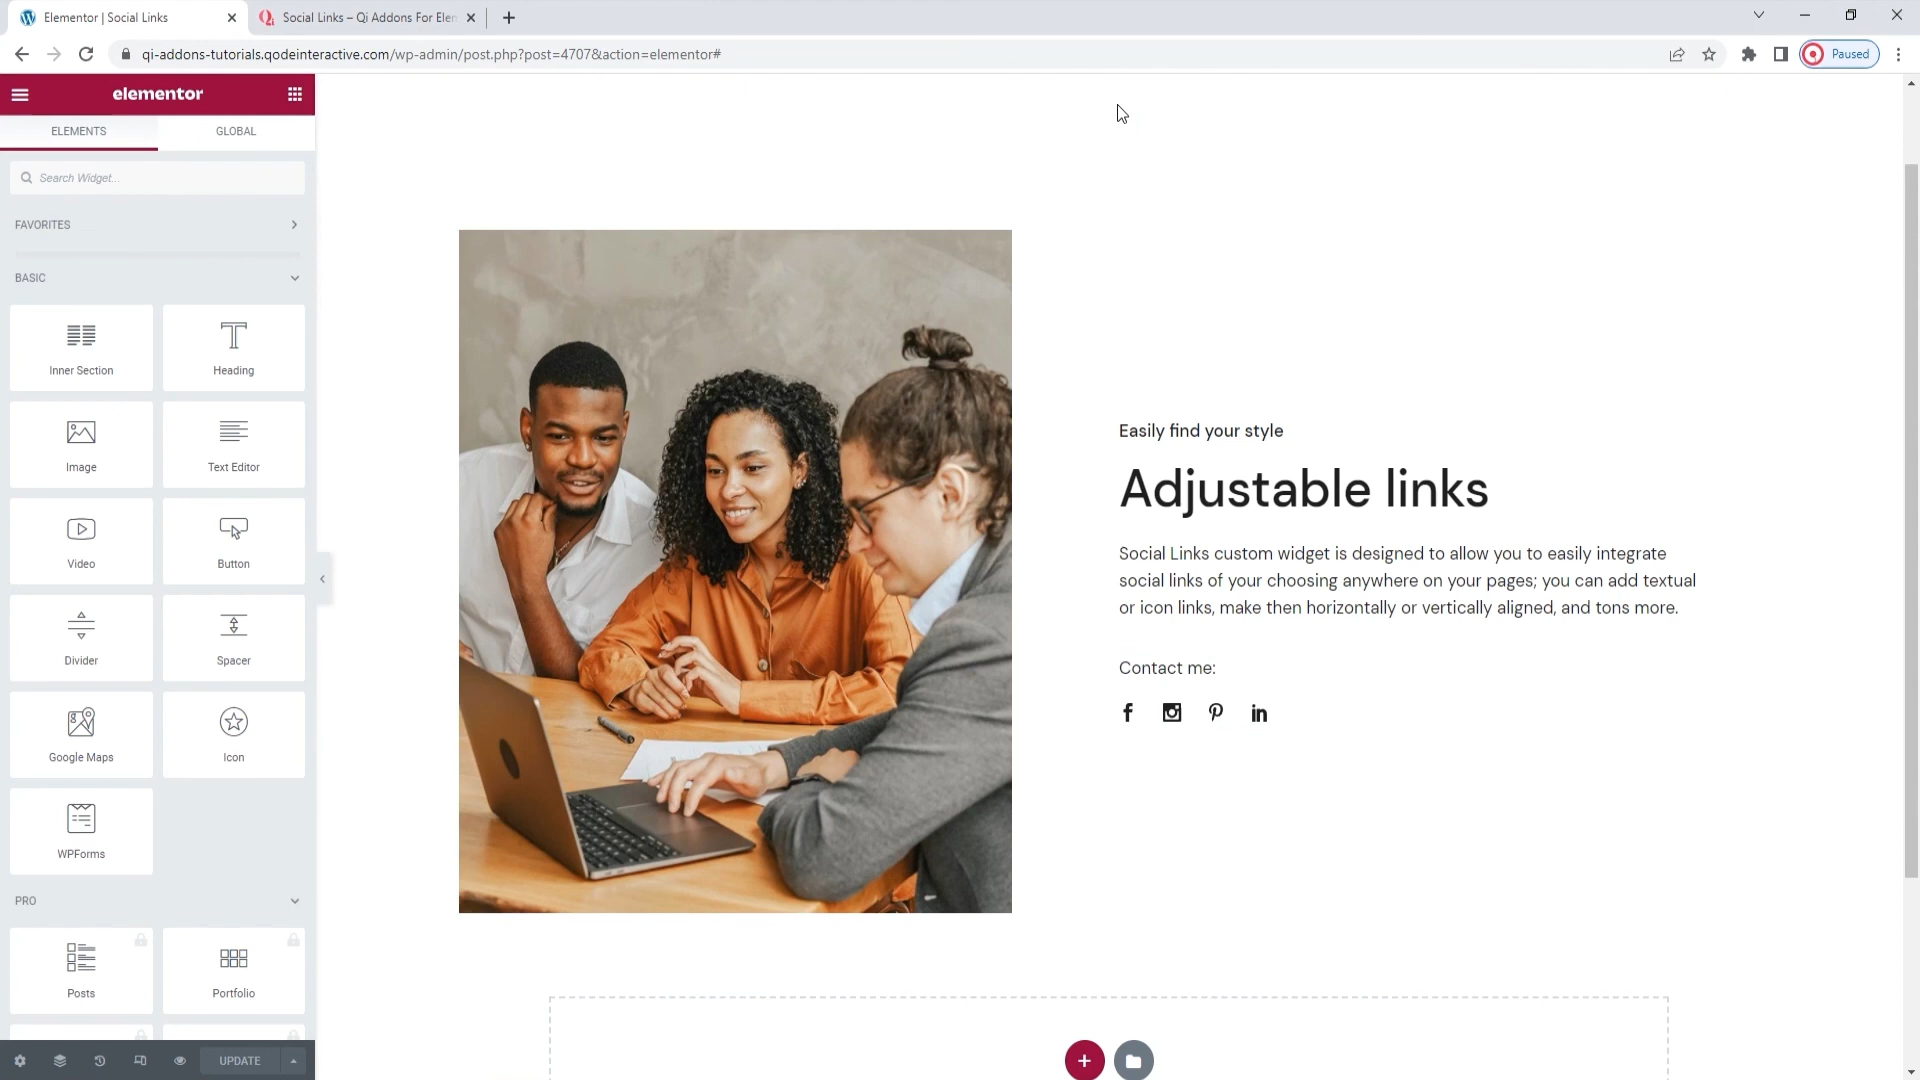 Elementor | Social Links
Social Links – Qi Addons For Elen
qi-addons-tutorials.qodeinteractive.com/wp-admin/post.php?post=4707&action=elementor#
Paused
elementor
ELEMENTS
GLOBAL
Search Widget...
FAVORITES
BASIC
Inner Section
Heading
Image
Text Editor
Video
Button
Divider
Spacer
Google Maps
Icon
WPForms
PRO
Posts
Portfolio
UPDATE
Easily find your style
Adjustable links
Social Links custom widget is designed to allow you to easily integrate
social links of your choosing anywhere on your pages; you can add textual
or icon links, make then horizontally or vertically aligned, and tons more.
Contact me: